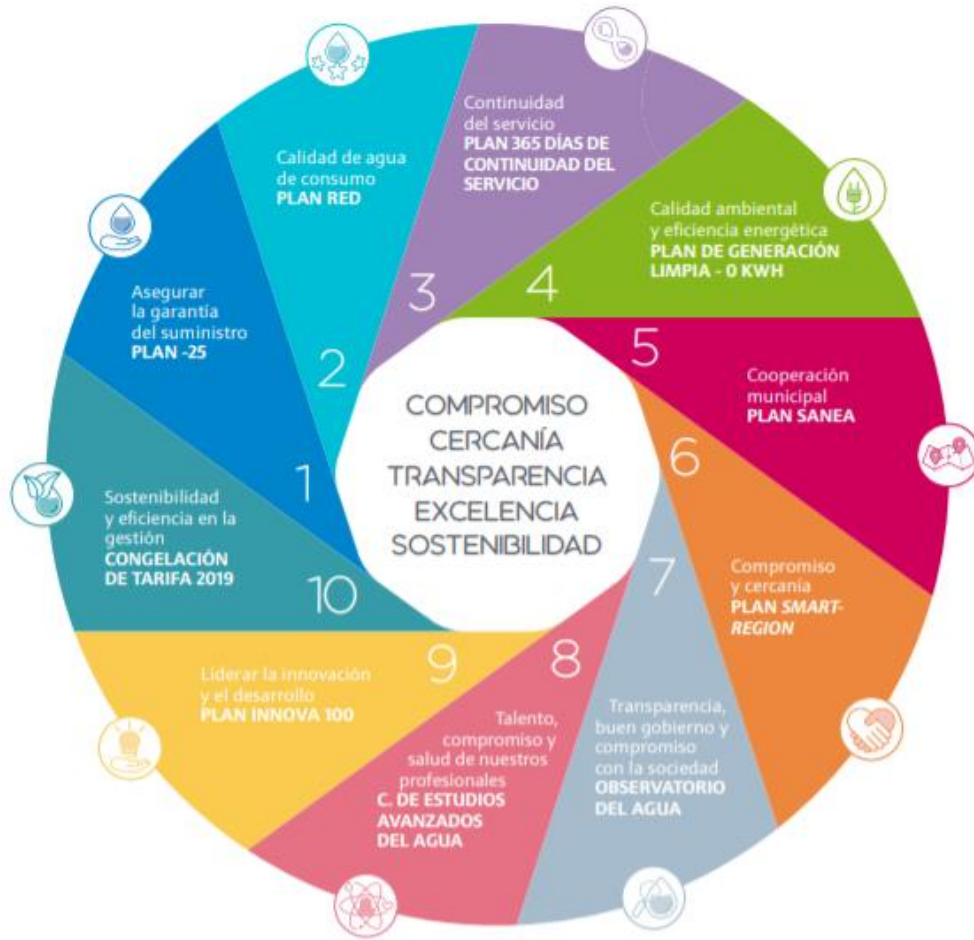 COMPROMISO
CERCANÍA
TRANSPARENCIA
EXCELENCIA
SOSTENIBILIDAD
1
Asegurar
la garantía
del suministro
PLAN -25
2
Calidad de agua
de consumo
PLAN RED
3
Continuidad
del servicio
PLAN 365 DÍAS DE
CONTINUIDAD DEL
SERVICIO
4
Calidad ambiental
y eficiencia energética
PLAN DE GENERACIÓN
LIMPIA - 0 KWH
5
Cooperación
municipal
PLAN SANEA
6
Compromiso
y cercanía
PLAN SMART-
REGION
7
Transparencia,
buen gobierno y
compromiso
con la sociedad
OBSERVATORIO
DEL AGUA
8
Talento,
compromiso y
salud de nuestros
profesionales
C. DE ESTUDIOS
AVANZADOS
DEL AGUA
9
Liderar la innovación
y el desarrollo
PLAN INNOVA 100
10
Sostenibilidad
y eficiencia en la
gestión
CONGELACIÓN
DE TARIFA 2019